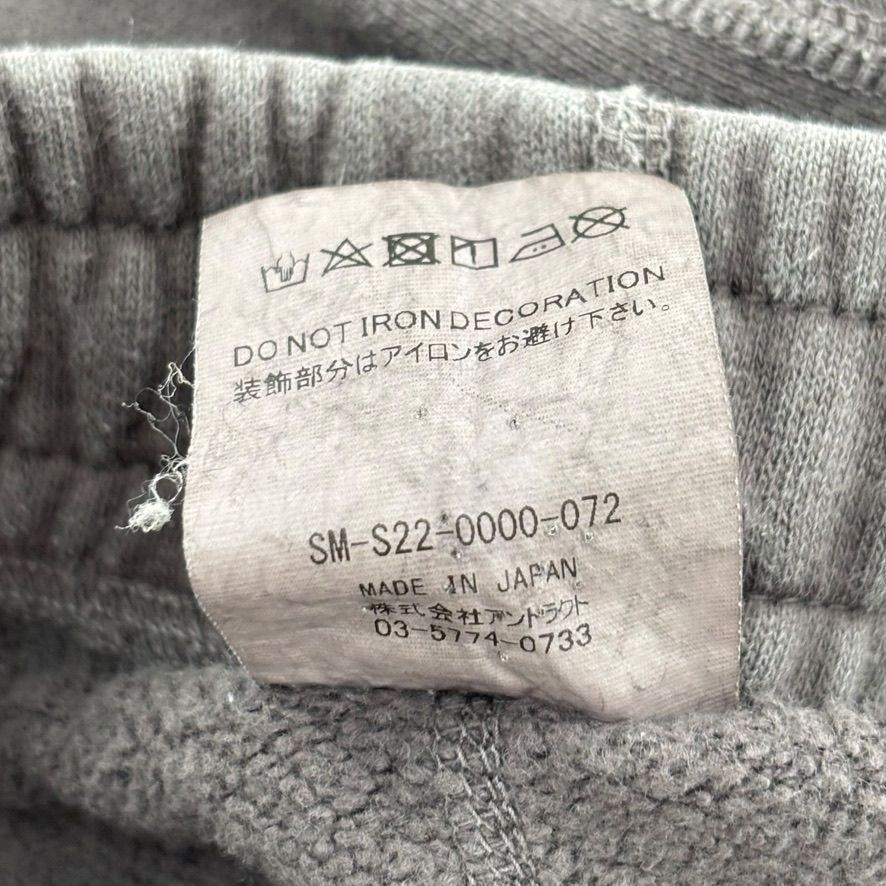 DO NOT IRON DECORATION
装飾部分はアイロンをお避け下さい。
SM-S22-0000-072
MADE IN JAPAN
株式会社アンドラクト
03-5774-0733